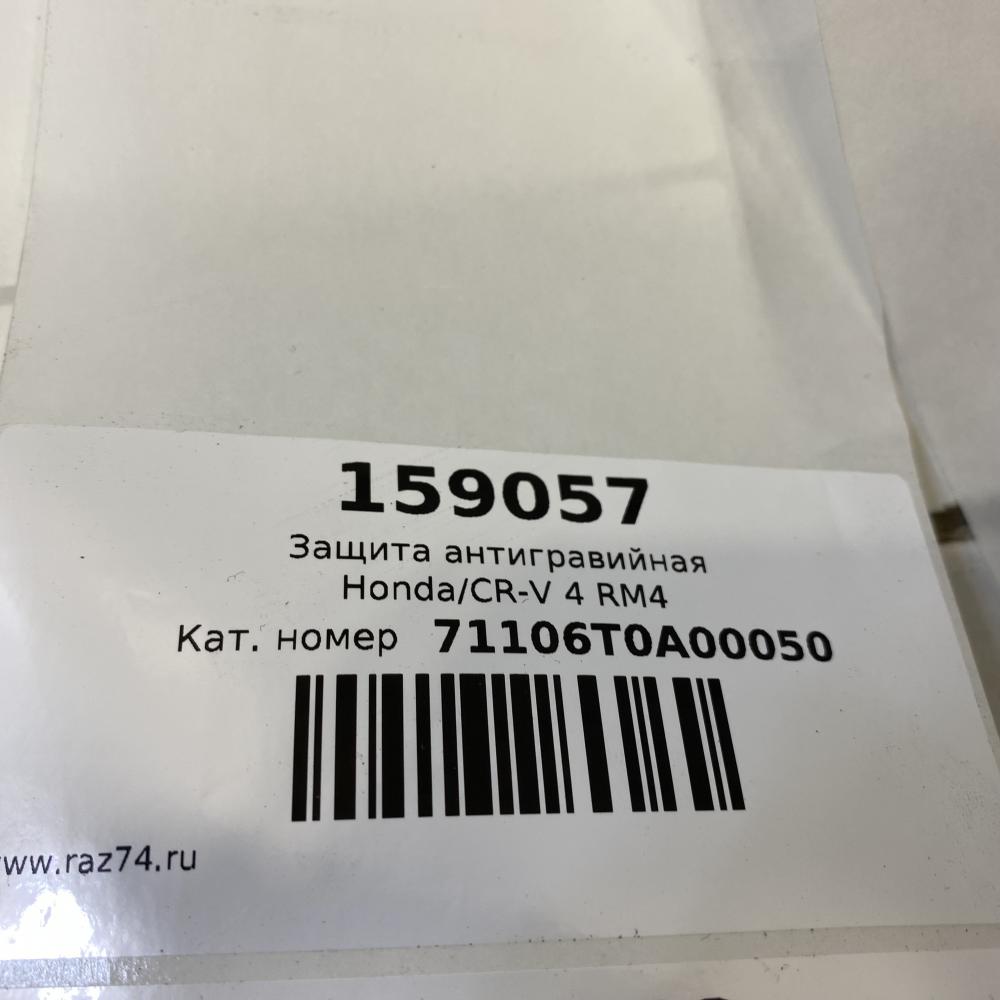 159057
Защита антигравийная
Honda/CR-V 4 RM4
Кат. номер 71106T0A00050
www.raz74.ru